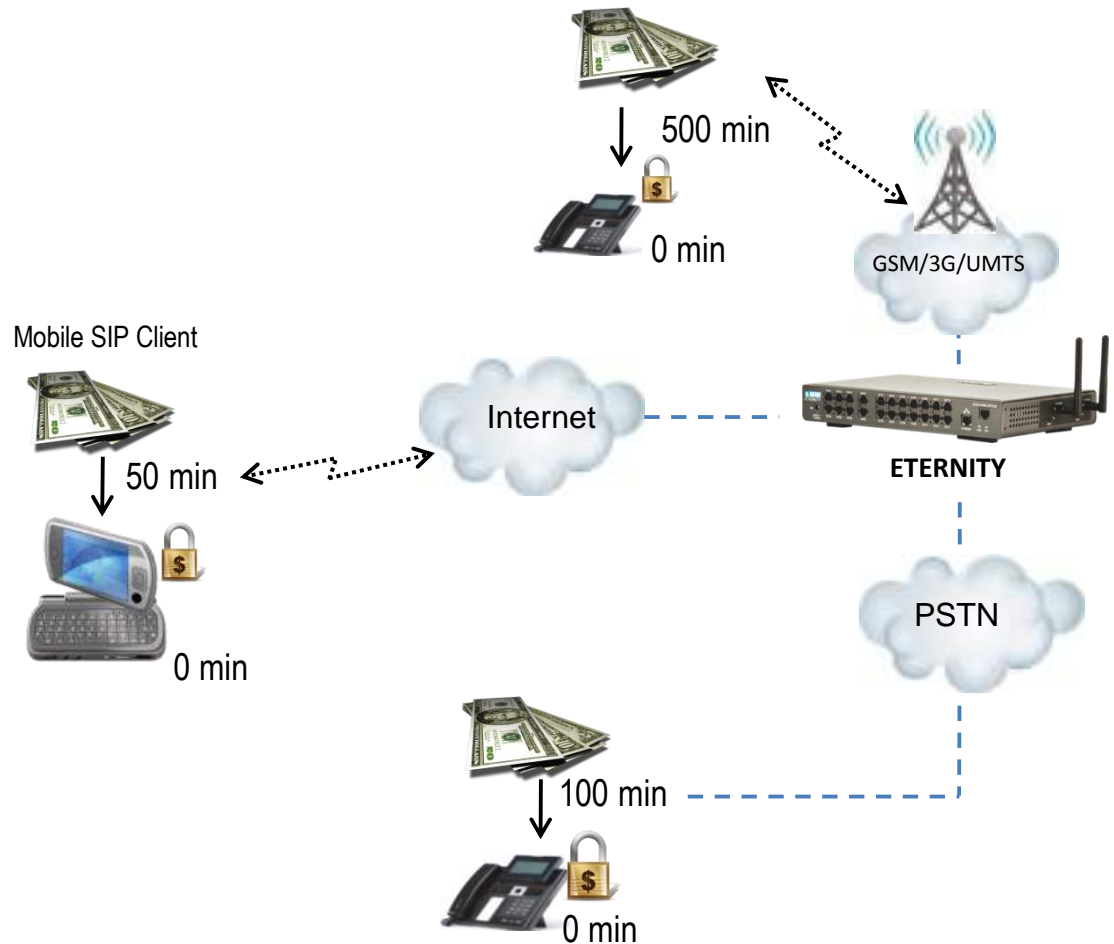 500 min
0 min
GSM/3G/UMTS
Mobile SIP Client
50 min
Internet
ETERNITY
0 min
PSTN
100 min
$
0 min